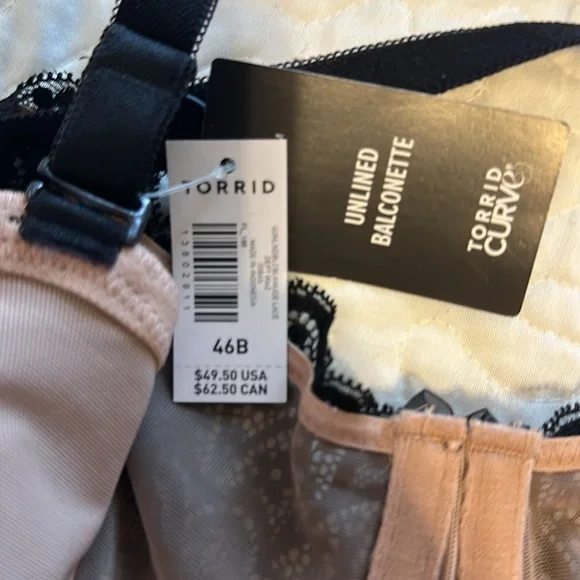 TORRID
13802811
46B
$49.50 USA
$62.50 CAN
UNLINED
BALCONETTE
TORRID
CURVE